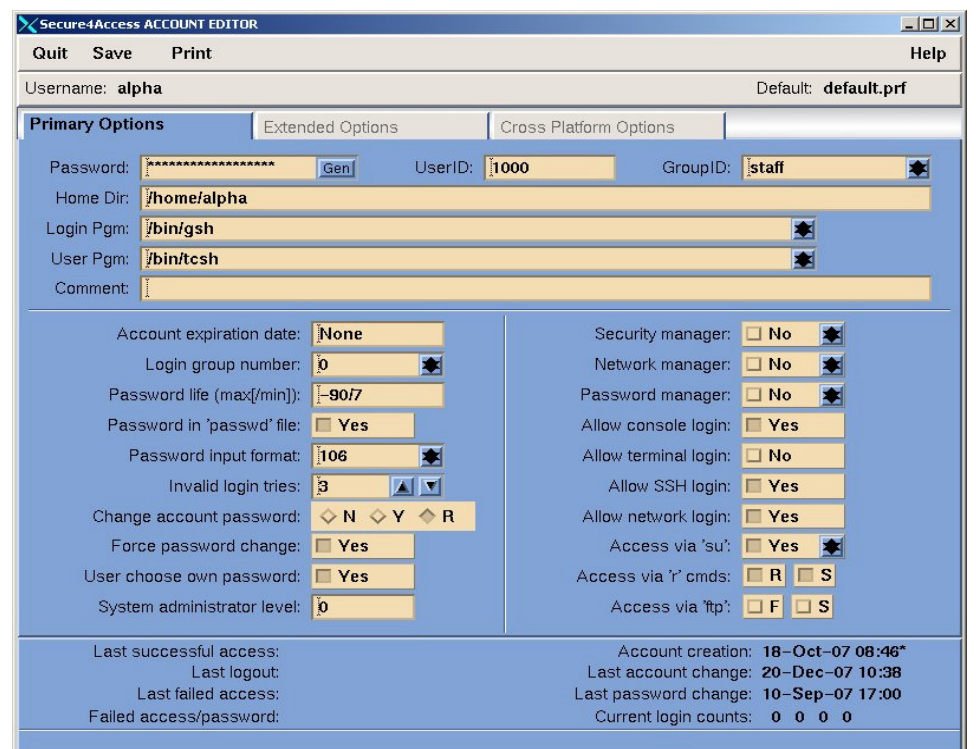 Secure4Access ACCOUNT EDITOR
Quit Save Print Help
Username: alpha Default: default.prf
Primary Options Extended Options Cross Platform Options
Password: ****************** Gen UserID: 1000 GroupID: staff
Home Dir: /home/alpha
Login Pgm: /bin/gsh
User Pgm: /bin/tcsh
Comment:
Account expiration date: None
Login group number: 0
Password life (max[/min]): -90/7
Password in 'passwd' file: Yes
Password input format: 106
Invalid login tries: 3
Change account password: N Y R
Force password change: Yes
User choose own password: Yes
System administrator level: 0
Security manager: No
Network manager: No
Password manager: No
Allow console login: Yes
Allow terminal login: No
Allow SSH login: Yes
Allow network login: Yes
Access via 'su': Yes
Access via 'r' cmds: R S
Access via 'ftp': F S
Last successful access:
Last logout:
Last failed access:
Failed access/password:
Account creation: 18-Oct-07 08:46*
Last account change: 20-Dec-07 10:38
Last password change: 10-Sep-07 17:00
Current login counts: 0 0 0 0